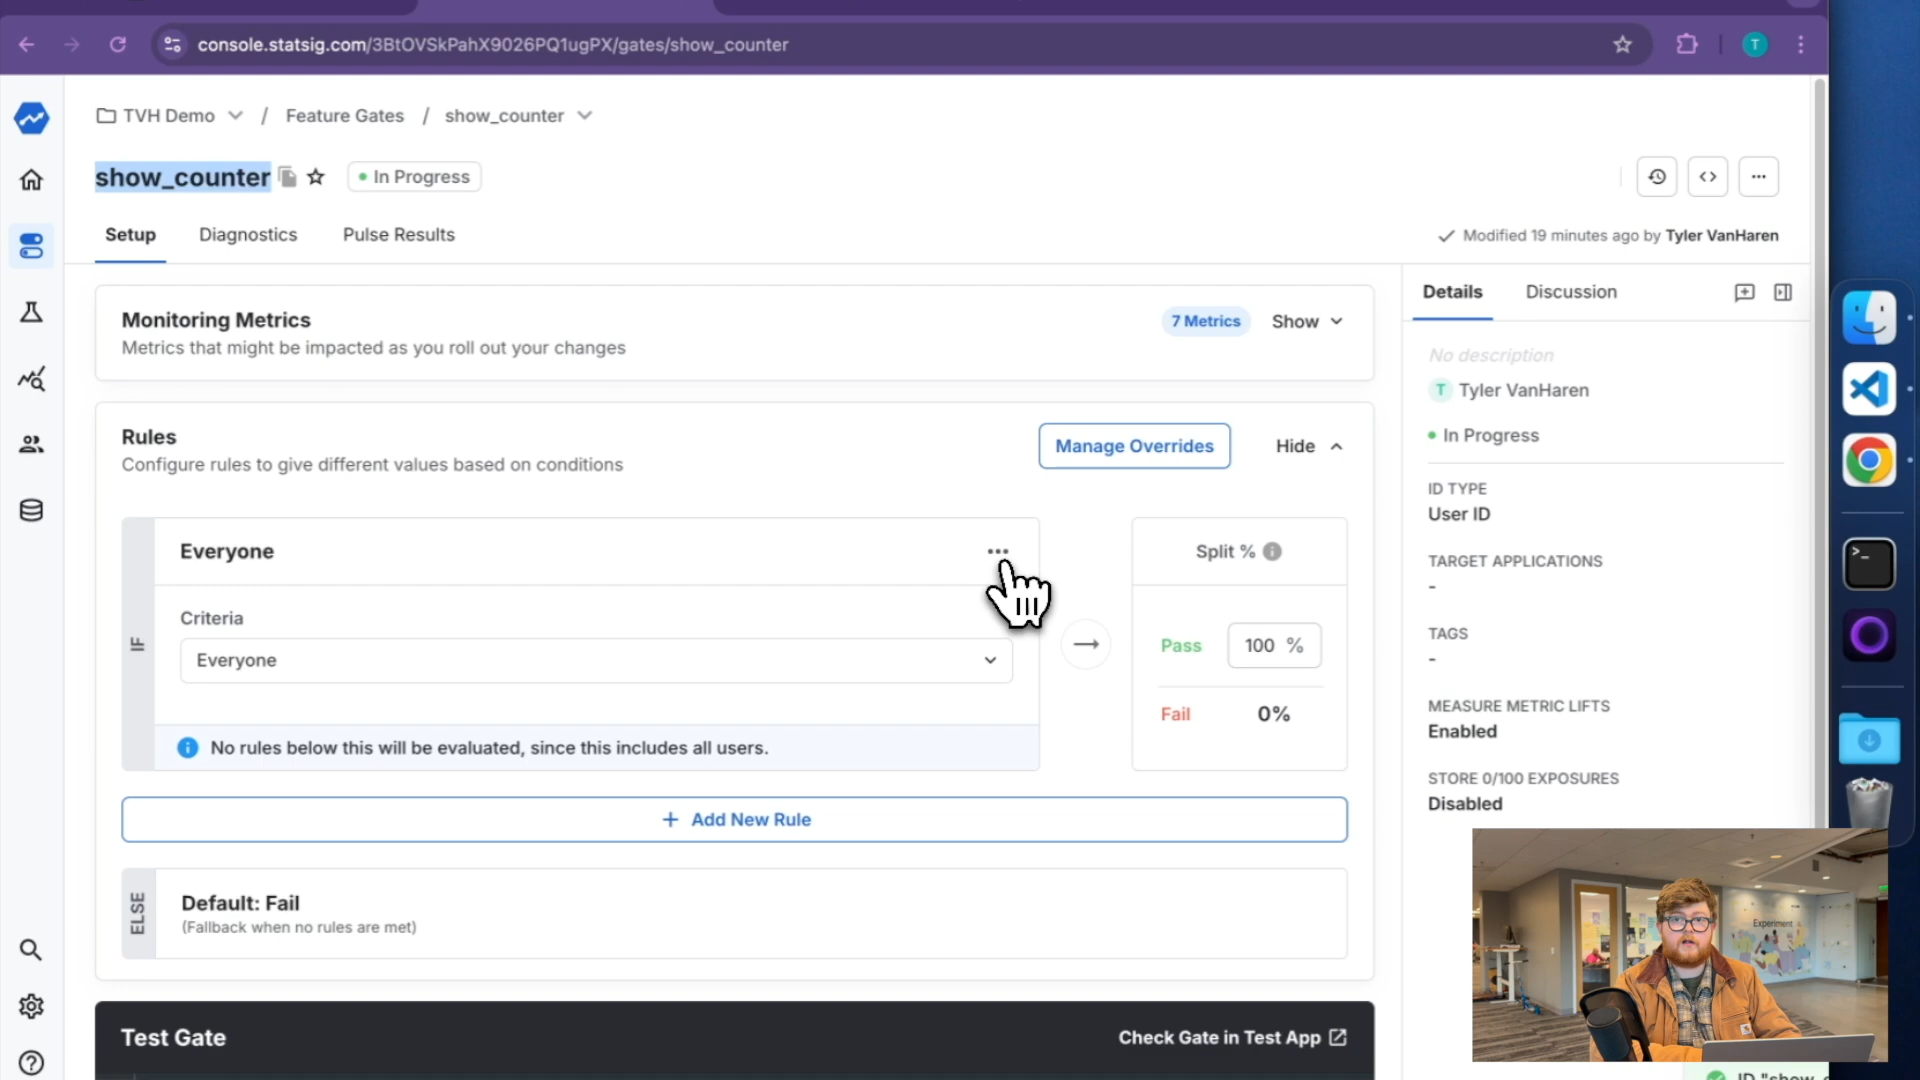 console.statsig.com/3BtOVSkPahX9026PQ1ugPX/gates/show_counter
T
TVH Demo / Feature Gates / show_counter
show_counter
In Progress
Setup
Diagnostics
Pulse Results
Modified 19 minutes ago by Tyler VanHaren
Monitoring Metrics
Metrics that might be impacted as you roll out your changes
7 Metrics
Show
Rules
Configure rules to give different values based on conditions
Manage Overrides
Hide
IF
Everyone
Criteria
Everyone
No rules below this will be evaluated, since this includes all users.
Split %
Pass
100 %
Fail
0%
+ Add New Rule
ELSE
Default: Fail
(Fallback when no rules are met)
Test Gate
Check Gate in Test App
Details
Discussion
No description
T Tyler VanHaren
In Progress
ID TYPE
User ID
TARGET APPLICATIONS
-
TAGS
-
MEASURE METRIC LIFTS
Enabled
STORE 0/100 EXPOSURES
Disabled
Experiment